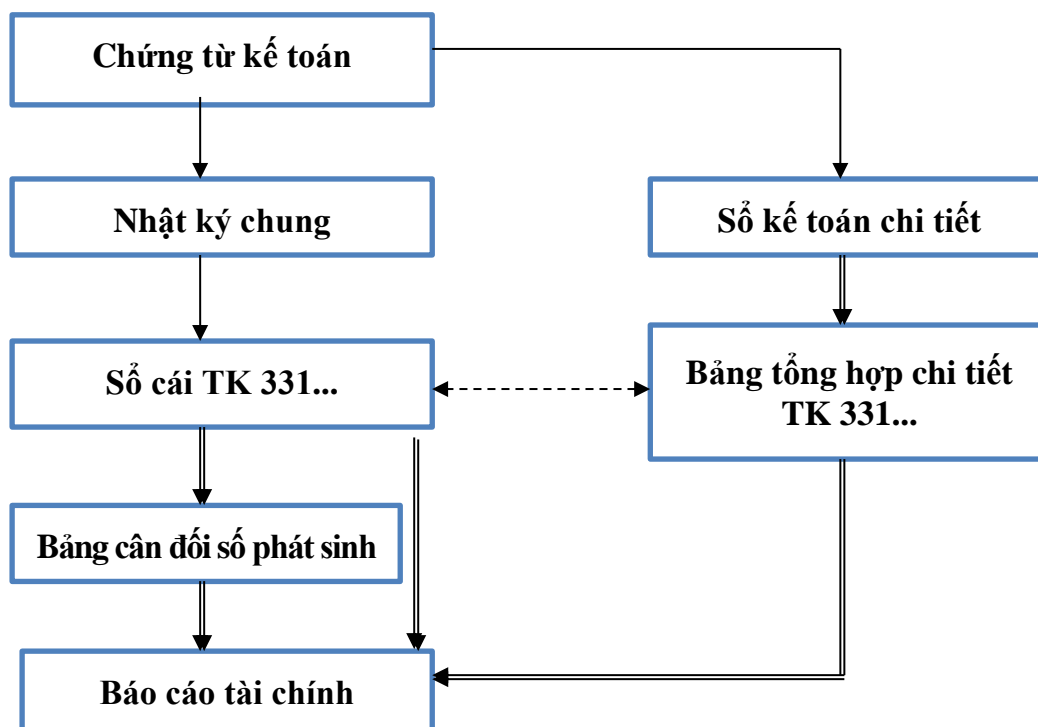 Chứng từ kế toán
Nhật ký chung
Sổ kế toán chi tiết
Sổ cái TK 331...
Bảng tổng hợp chi tiết
TK 331...
Bảng cân đối số phát sinh
Báo cáo tài chính